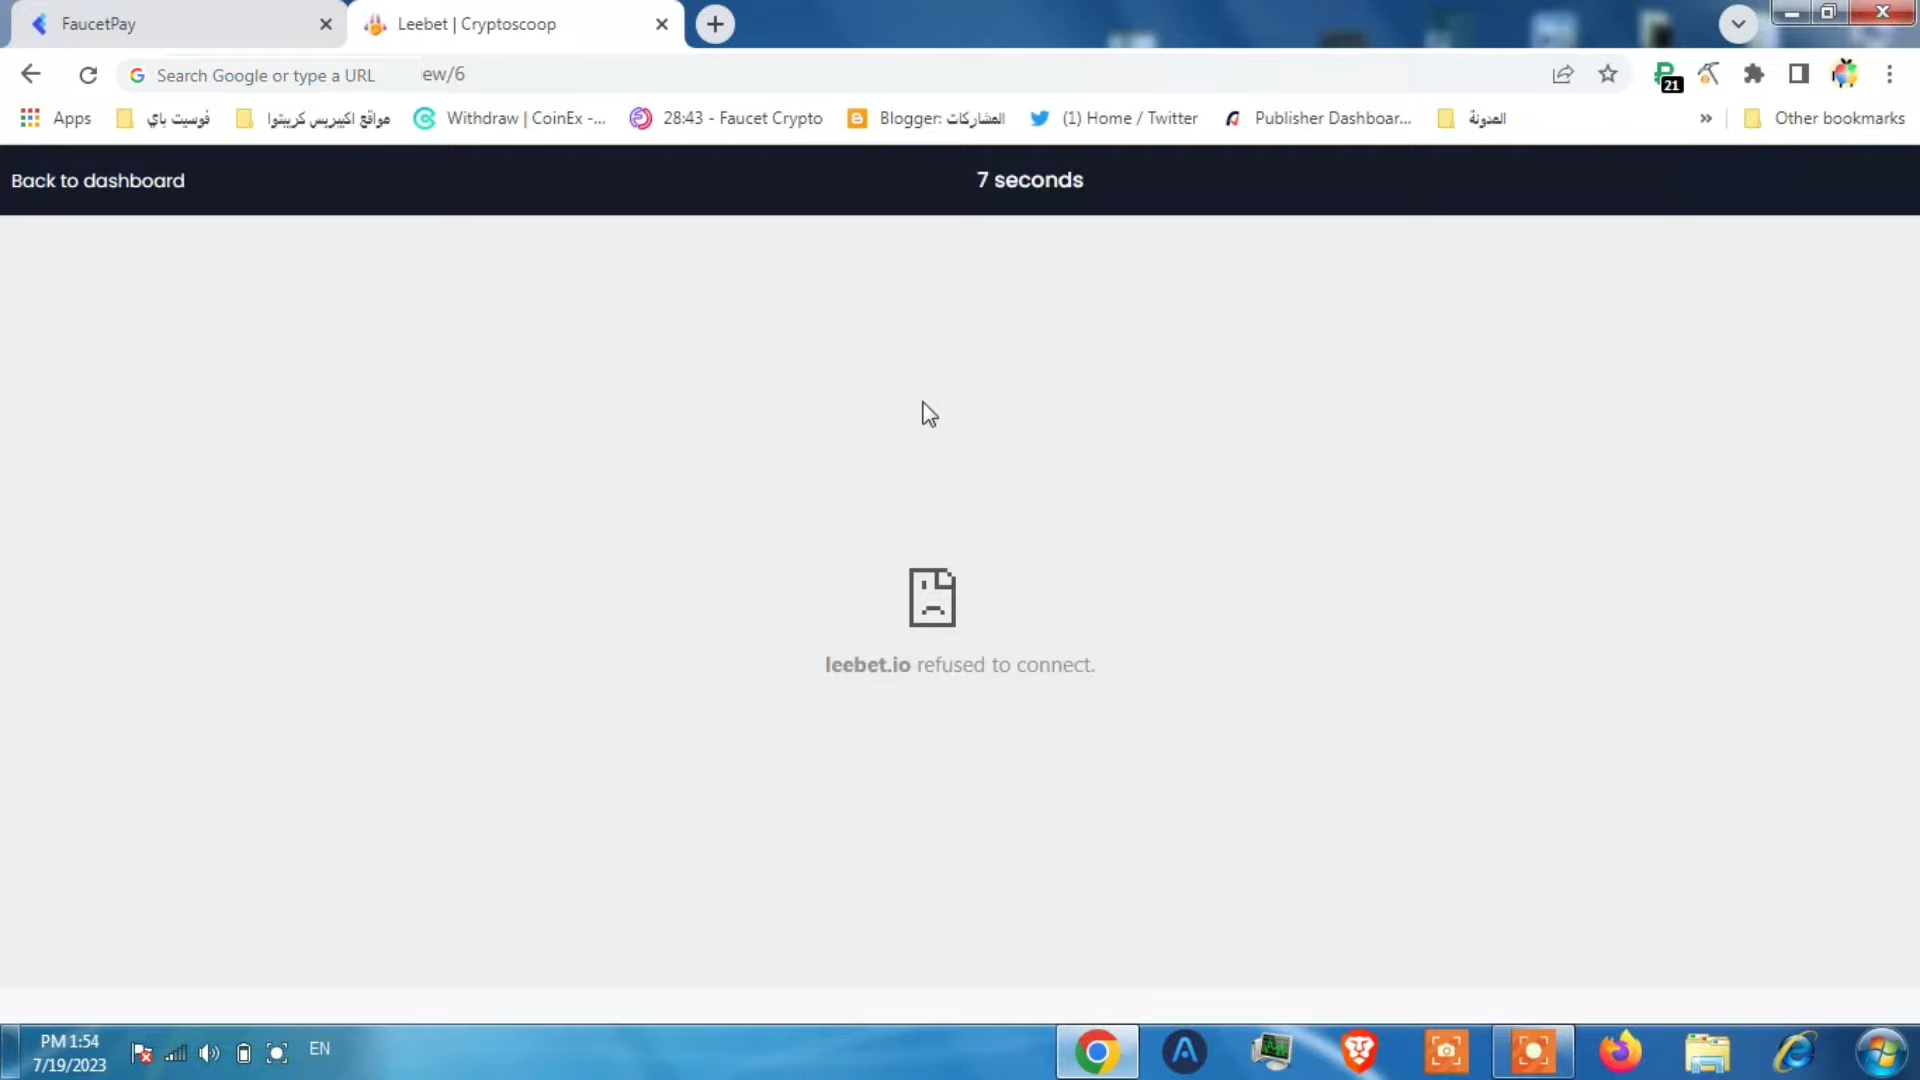 FaucetPay
Leebet | Cryptoscoop
Search Google or type a URL ew/6
21
Apps
فوسيت باي
مواقع اكبيريس كريبتوا
Withdraw | CoinEx -...
28:43 - Faucet Crypto
Blogger: المشاركات
(1) Home / Twitter
Publisher Dashboar...
المدونة
»
Other bookmarks
Back to dashboard
7 seconds
leebet.io refused to connect.
PM 1:54
7/19/2023
EN